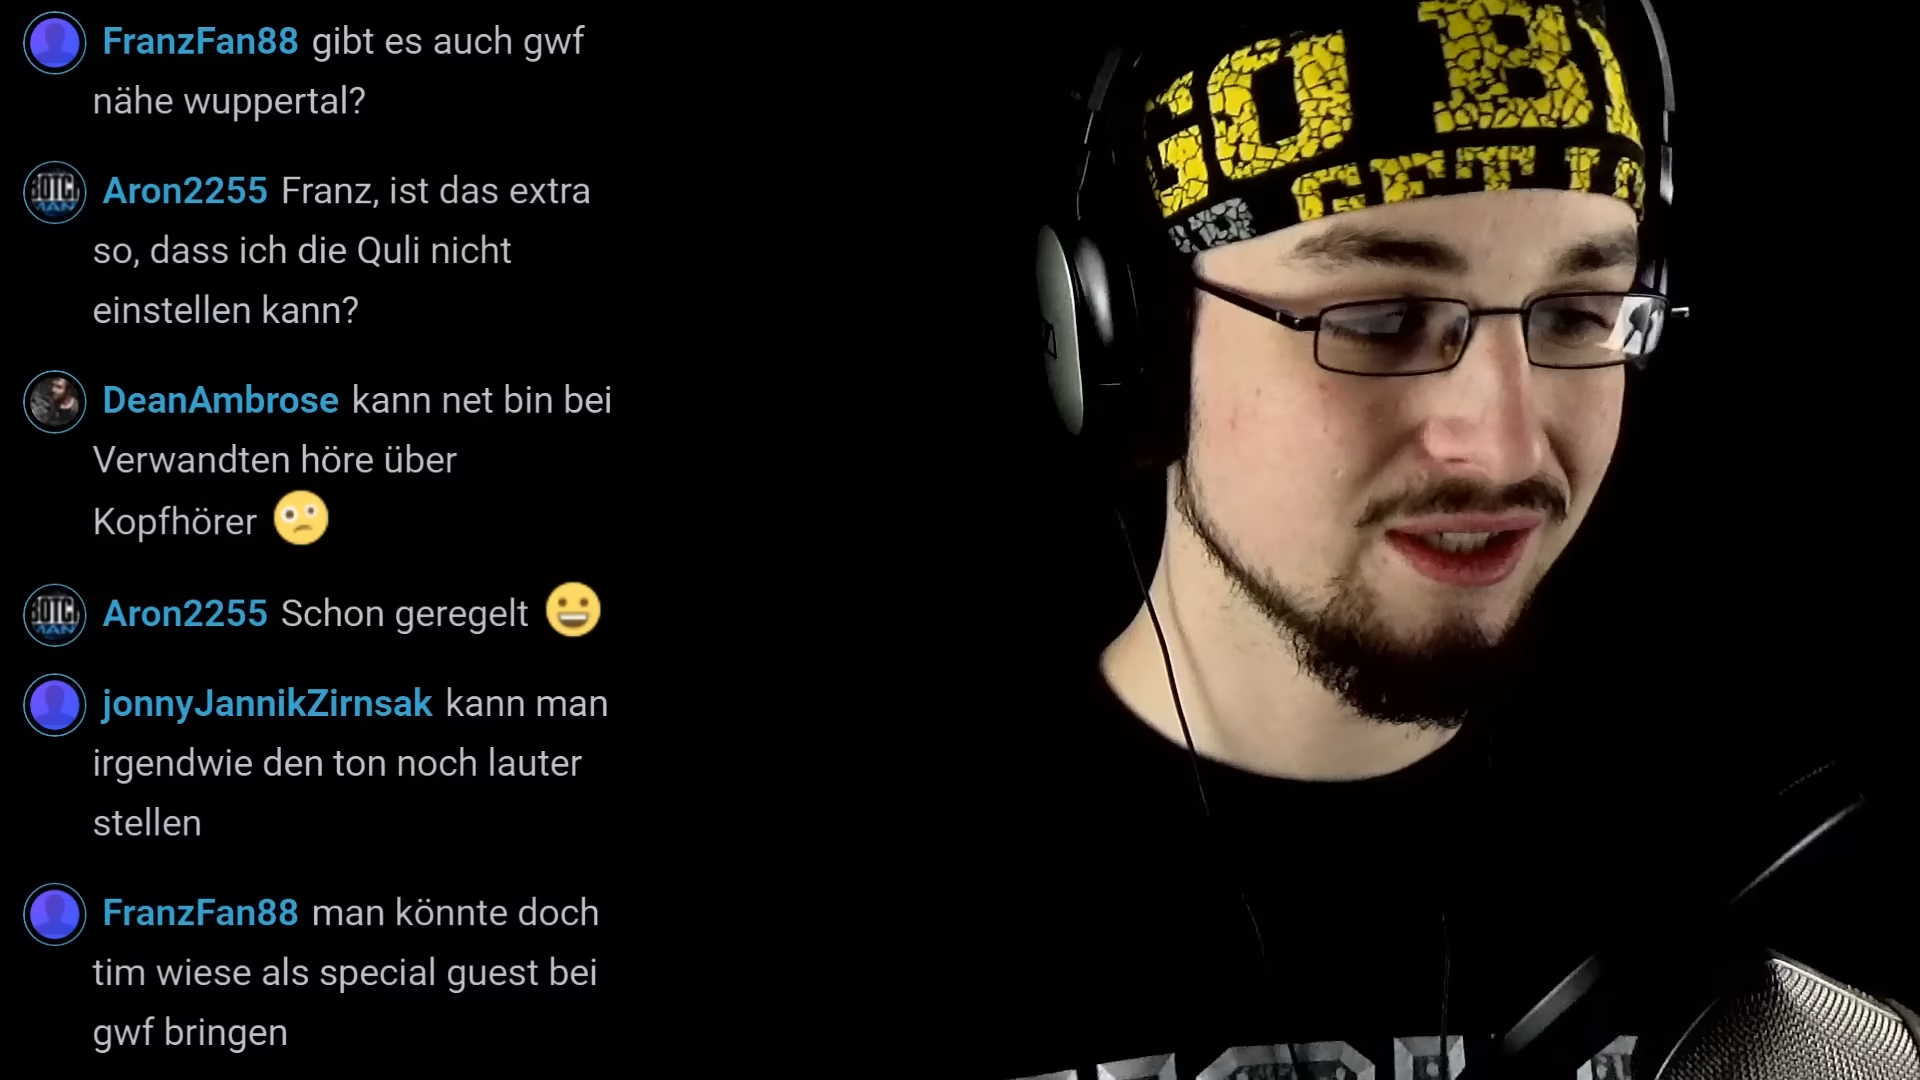 FranzFan88 gibt es auch gwf
nähe wuppertal?
Aron2255 Franz, ist das extra
so, dass ich die Quli nicht
einstellen kann?
DeanAmbrose kann net bin bei
Verwandten höre über
Kopfhörer 😕
Aron2255 Schon geregelt 😀
jonnyJannikZirnsak kann man
irgendwie den ton noch lauter
stellen
FranzFan88 man könnte doch
tim wiese als special guest bei
gwf bringen
GO
GET